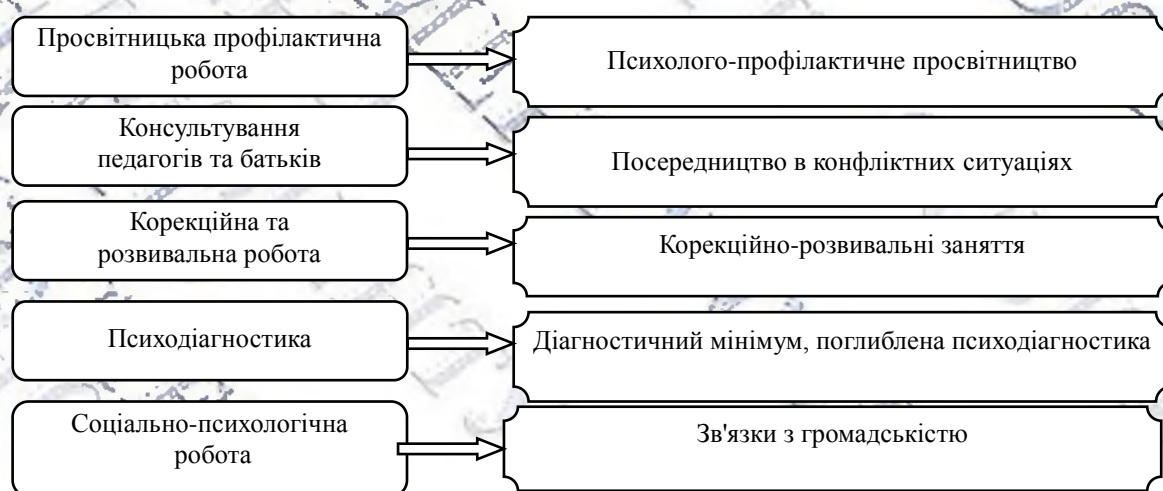 Просвітницька профілактична
робота
Психолого-профілактичне просвітництво
Консультування
педагогів та батьків
Посередництво в конфліктних ситуаціях
Корекційна та
розвивальна робота
Корекційно-розвивальні заняття
Психодіагностика
Діагностичний мінімум, поглиблена психодіагностика
Соціально-психологічна
робота
Зв'язки з громадськістю